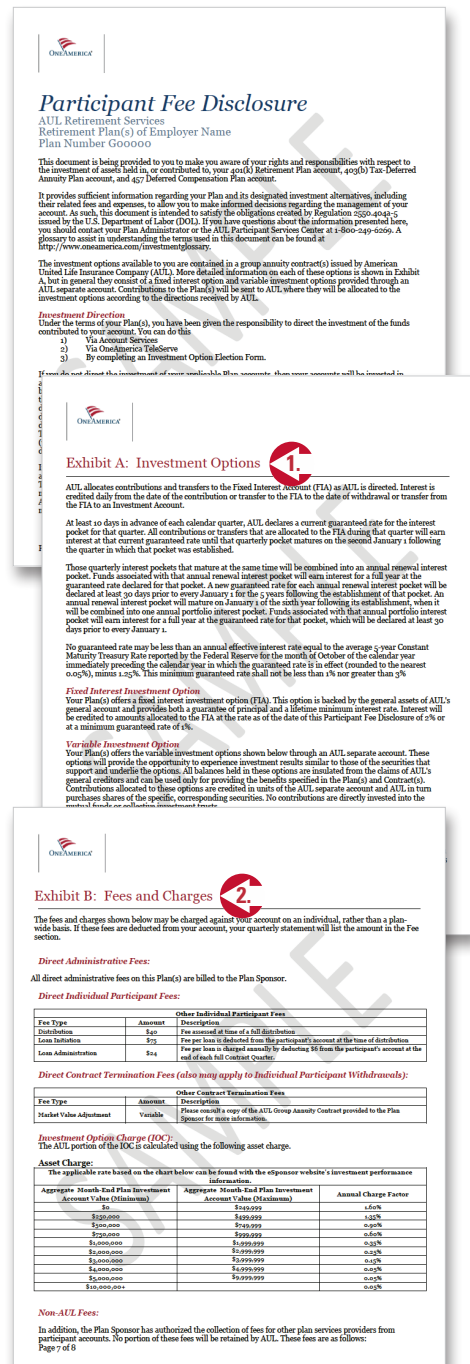 ONEAMERICA®
Participant Fee Disclosure
AUL Retirement Services
Retirement Plan(s) of Employer Name
Plan Number G00000
This document is being provided to you to make you aware of your rights and responsibilities with respect to
the investment of assets held in, or contributed to, your 401(k) Retirement Plan account, 403(b) Tax-Deferred
Annuity Plan account, and 457 Deferred Compensation Plan account.
It provides sufficient information regarding your Plan and its designated investment alternatives, including
their related fees and expenses, to allow you to make informed decisions regarding the management of your
account. As such, this document is intended to satisfy the obligations created by Regulation 2550.404a-5
issued by the U.S. Department of Labor (DOL). If you have questions about the information presented here,
you should contact your Plan Administrator or the AUL Participant Services Center at 1-800-249-6269. A
glossary to assist in understanding the terms used in this document can be found at
http://www.oneamerica.com/investmentglossary.
The investment options available to you are contained in a group annuity contract(s) issued by American
United Life Insurance Company (AUL). More detailed information on each of these options is shown in Exhibit
A, but in general they consist of a fixed interest option and variable investment options provided through an
AUL separate account. Contributions to the Plan(s) will be sent to AUL where they will be allocated to the
investment options according to the directions received by AUL.
Investment Direction
Under the terms of your Plan(s), you have been given the responsibility to direct the investment of the funds
contributed to your account. You can do this
1) Via Account Services
2) Via OneAmerica TeleServe
3) By completing an Investment Option Election Form.
If you do not direct the investment of your applicable Plan accounts, then your accounts will be invested in
SAMPLE
ONEAMERICA®
Exhibit A: Investment Options
1.
AUL allocates contributions and transfers to the Fixed Interest Account (FIA) as AUL is directed. Interest is
credited daily from the date of the contribution or transfer to the FIA to the date of withdrawal or transfer from
the FIA to an Investment Account.
At least 10 days in advance of each calendar quarter, AUL declares a current guaranteed rate for the interest
pocket for that quarter. All contributions or transfers that are allocated to the FIA during that quarter will earn
interest at that current guaranteed rate until that quarterly pocket matures on the second January 1 following
the quarter in which that pocket was established.
Those quarterly interest pockets that mature at the same time will be combined into an annual renewal interest
pocket. Funds associated with that annual renewal interest pocket will earn interest for a full year at the
guaranteed rate declared for that pocket. A new guaranteed rate for each annual renewal interest pocket will be
declared at least 30 days prior to every January 1 for the 5 years following the establishment of that pocket. An
annual renewal interest pocket will mature on January 1 of the sixth year following its establishment, when it
will be combined into one annual portfolio interest pocket. Funds associated with that annual portfolio interest
pocket will earn interest for a full year at the guaranteed rate for that pocket, which will be declared at least 30
days prior to every January 1.
No guaranteed rate may be less than an annual effective interest rate equal to the average 5-year Constant
Maturity Treasury Rate reported by the Federal Reserve for the month of October of the calendar year
immediately preceding the calendar year in which the guaranteed rate is in effect (rounded to the nearest
0.05%), minus 1.25%. This minimum guaranteed rate shall not be less than 1% nor greater than 3%
Fixed Interest Investment Option
Your Plan(s) offers a fixed interest investment option (FIA). This option is backed by the general assets of AUL's
general account and provides both a guarantee of principal and a lifetime minimum interest rate. Interest will
be credited to amounts allocated to the FIA at the rate as of the date of this Participant Fee Disclosure of 2% or
at a minimum guaranteed rate of 1%.
Variable Investment Option
Your Plan(s) offers the variable investment options shown below through an AUL separate account. These
options will provide the opportunity to experience investment results similar to those of the securities that
support and underlie the options. All balances held in these options are insulated from the claims of AUL's
general creditors and can be used only for providing the benefits specified in the Plan(s) and Contract(s).
Contributions allocated to these options are credited in units of the AUL separate account and AUL in turn
purchases shares of the specific, corresponding securities. No contributions are directly invested into the
mutual funds or collective investment trusts.
SAMPLE
ONEAMERICA®
Exhibit B: Fees and Charges
2.
The fees and charges shown below may be charged against your account on an individual, rather than a plan-
wide basis. If these fees are deducted from your account, your quarterly statement will list the amount in the Fee
section.
Direct Administrative Fees:
All direct administrative fees on this Plan(s) are billed to the Plan Sponsor.
Direct Individual Participant Fees:
Other Individual Participant Fees
Fee Type Amount Description
Distribution $40 Fee assessed at time of a full distribution
Loan Initiation $75 Fee per loan is deducted from the participant's account at the time of distribution
Loan Administration $24 Fee per loan is charged annually by deducting $6 from the participant's account at the
end of each full Contract Quarter.
Direct Contract Termination Fees (also may apply to Individual Participant Withdrawals):
Other Contract Termination Fees
Fee Type Amount Description
Market Value Adjustment Variable Please consult a copy of the AUL Group Annuity Contract provided to the Plan
Sponsor for more information.
Investment Option Charge (IOC):
The AUL portion of the IOC is calculated using the following asset charge.
Asset Charge:
The applicable rate based on the chart below can be found with the eSponsor website's investment performance
information.
Aggregate Month-End Plan Investment Aggregate Month-End Plan Investment Annual Charge Factor
Account Value (Minimum) Account Value (Maximum)
$0 $249,999 1.60%
$250,000 $499,999 1.35%
$500,000 $749,999 0.90%
$750,000 $999,999 0.60%
$1,000,000 $1,999,999 0.35%
$2,000,000 $2,999,999 0.25%
$3,000,000 $3,999,999 0.15%
$4,000,000 $4,999,999 0.05%
$5,000,000 $9,999,999 0.05%
$10,000,00+ 0.05%
Non-AUL Fees:
In addition, the Plan Sponsor has authorized the collection of fees for other plan services providers from
participant accounts. No portion of these fees will be retained by AUL. These fees are as follows:
Page 7 of 8
SAMPLE